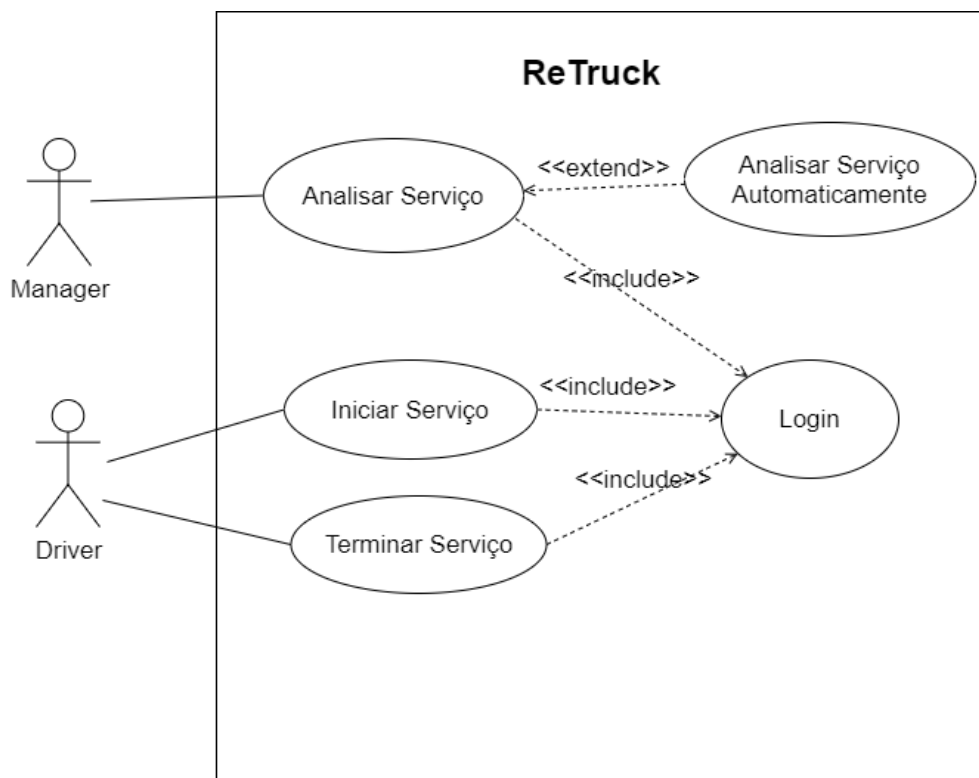 ReTruck
<<extend>>
Analisar Serviço
Automaticamente
Analisar Serviço
<<include>>
Manager
Iniciar Serviço
<<include>>
Login
<<include>>
Terminar Serviço
Driver